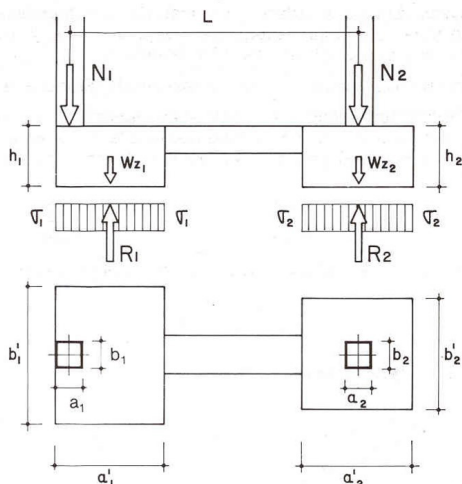 L
N₁
N₂
h₁
Wz₁
Wz₂
h₂
σ₁
σ₁
σ₂
σ₂
R₁
R₂
b'₁
b₁
a₁
b₂
a₂
b'₂
a'₁
a'₂